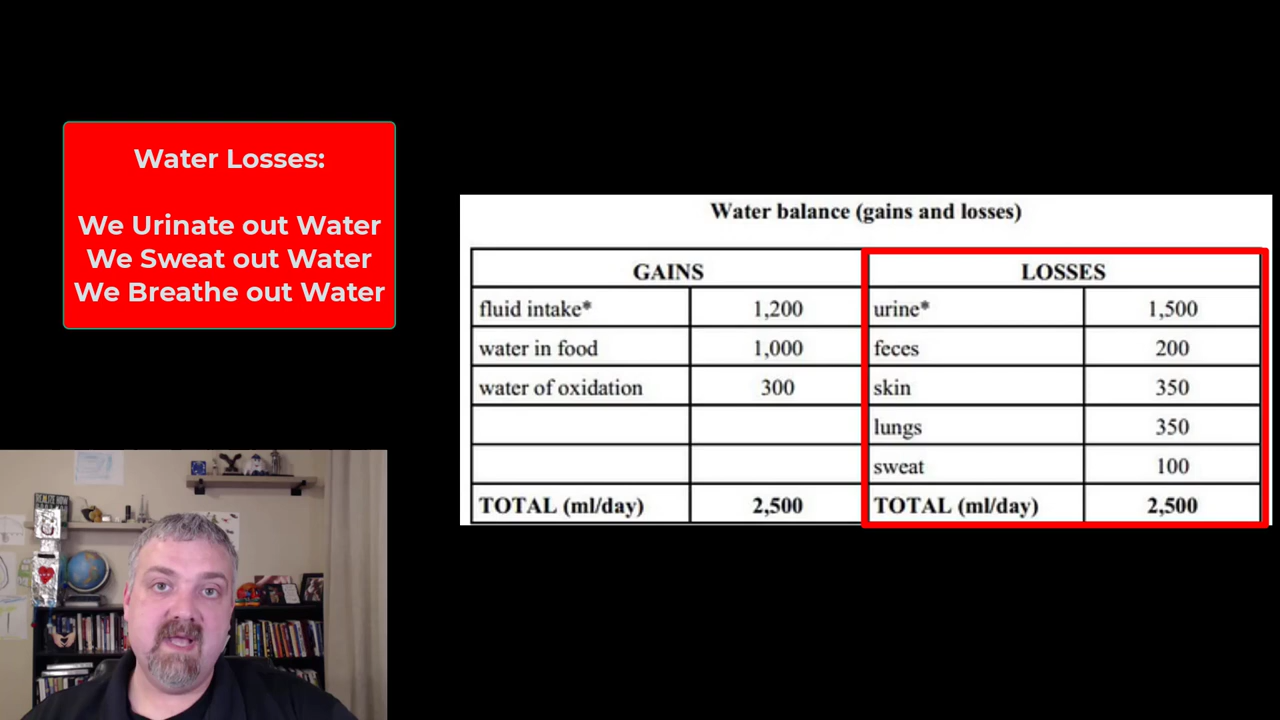 Water Losses:
We Urinate out Water
We Sweat out Water
We Breathe out Water
Water balance (gains and losses)
GAINS LOSSES
fluid intake* 1,200 urine* 1,500
water in food 1,000 feces 200
water of oxidation 300 skin 350
lungs 350
sweat 100
TOTAL (ml/day) 2,500 TOTAL (ml/day) 2,500